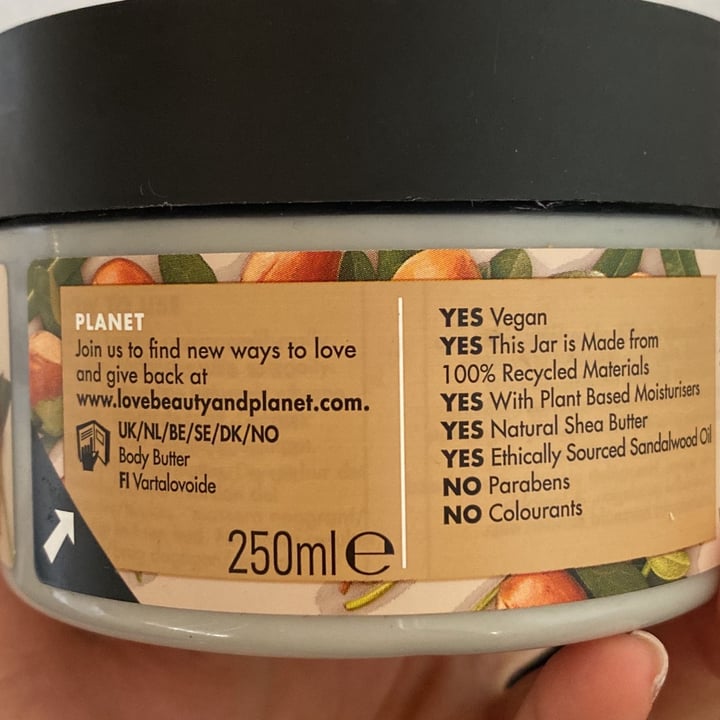 PLANET
Join us to find new ways to love
and give back at
www.lovebeautyandplanet.com.
UK/NL/BE/SE/DK/NO
Body Butter
FI Vartalovoide
250ml ℮
YES Vegan
YES This Jar is Made from
100% Recycled Materials
YES With Plant Based Moisturisers
YES Natural Shea Butter
YES Ethically Sourced Sandalwood Oil
NO Parabens
NO Colourants